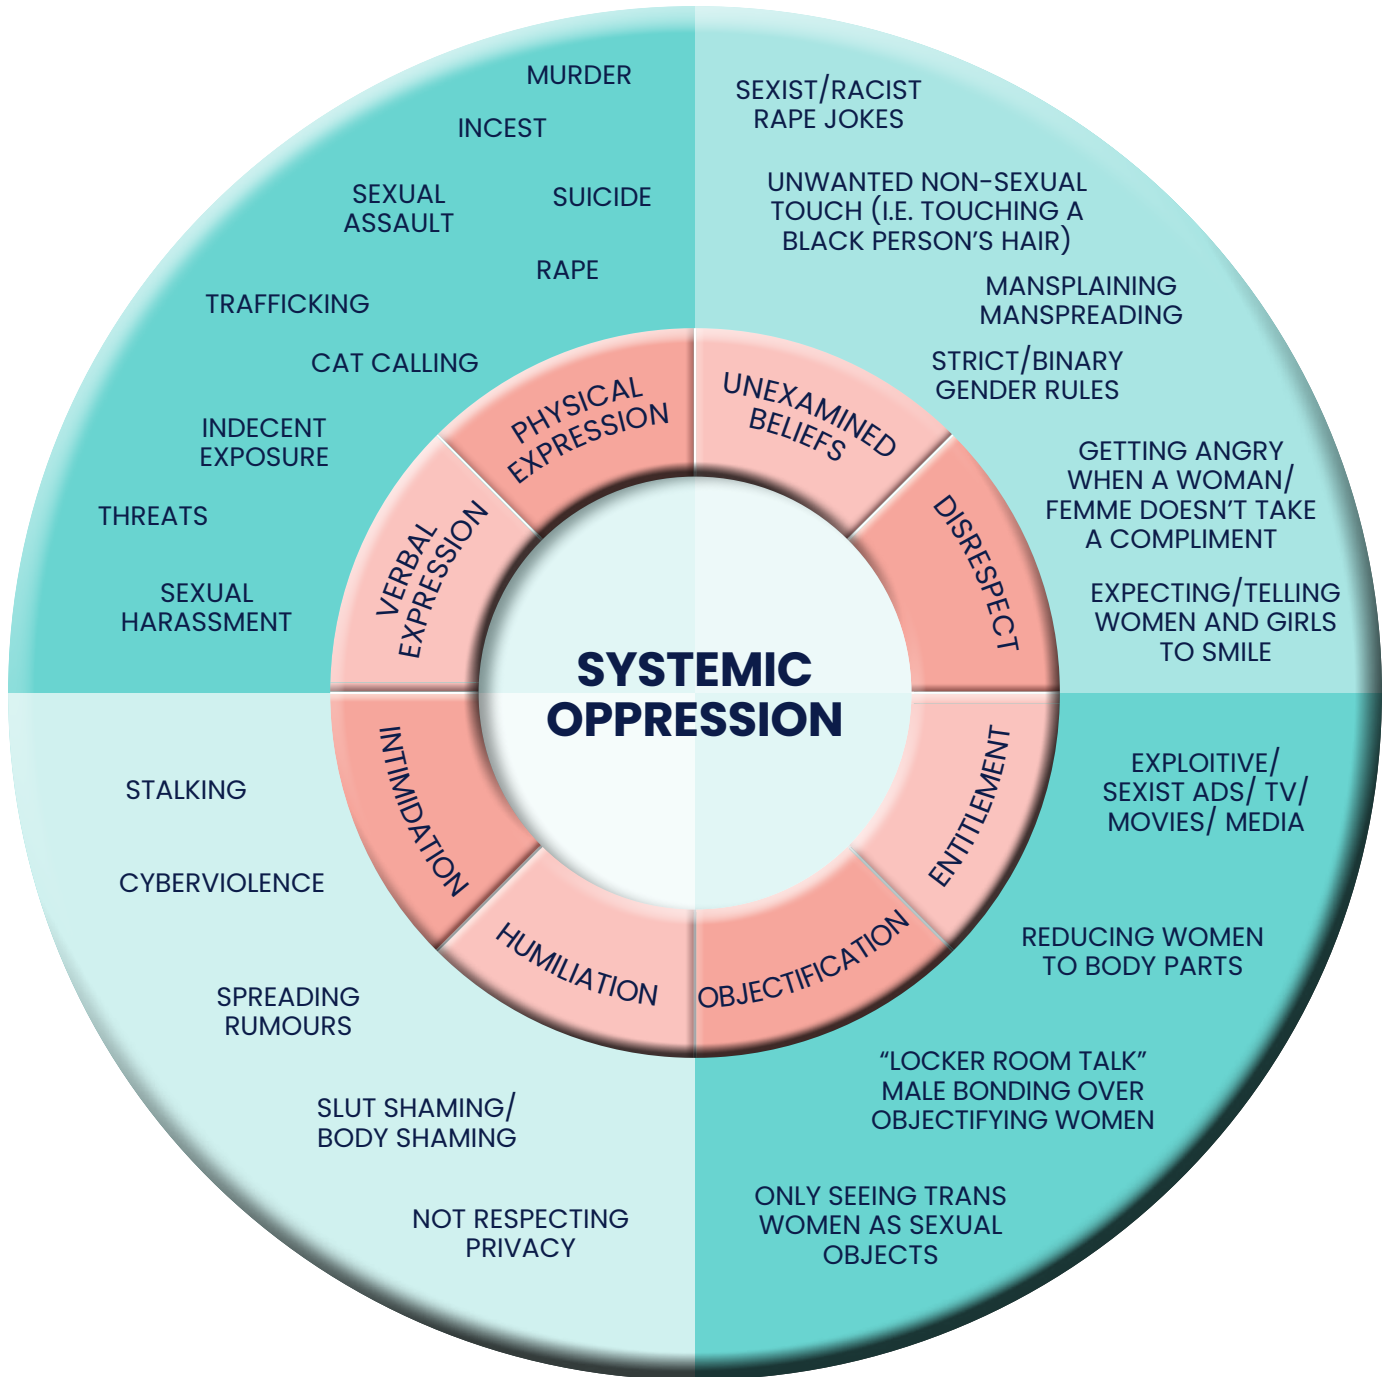 MURDER
INCEST
SEXUAL
ASSAULT
SUICIDE
RAPE
TRAFFICKING
CAT CALLING
INDECENT
EXPOSURE
THREATS
SEXUAL
HARASSMENT
SEXIST/RACIST
RAPE JOKES
UNWANTED NON-SEXUAL
TOUCH (I.E. TOUCHING A
BLACK PERSON'S HAIR)
MANSPLAINING
MANSPREADING
STRICT/BINARY
GENDER RULES
GETTING ANGRY
WHEN A WOMAN/
FEMME DOESN'T TAKE
A COMPLIMENT
EXPECTING/TELLING
WOMEN AND GIRLS
TO SMILE
PHYSICAL
EXPRESSION
UNEXAMINED
BELIEFS
VERBAL
EXPRESSION
DISRESPECT
SYSTEMIC
OPPRESSION
INTIMIDATION
ENTITLEMENT
HUMILIATION
OBJECTIFICATION
STALKING
CYBERVIOLENCE
SPREADING
RUMOURS
SLUT SHAMING/
BODY SHAMING
NOT RESPECTING
PRIVACY
EXPLOITIVE/
SEXIST ADS/ TV/
MOVIES/ MEDIA
REDUCING WOMEN
TO BODY PARTS
“LOCKER ROOM TALK”
MALE BONDING OVER
OBJECTIFYING WOMEN
ONLY SEEING TRANS
WOMEN AS SEXUAL
OBJECTS